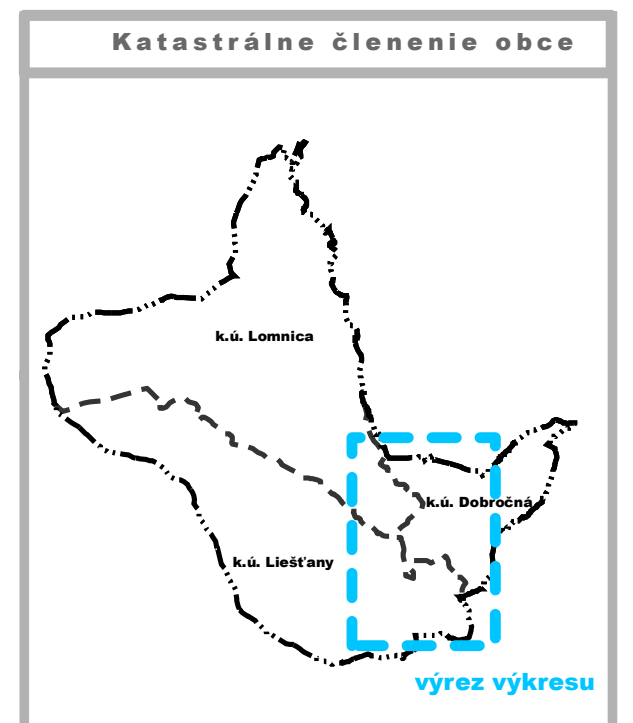 Katastrálne členenie obce
k.ú. Lomnica
k.ú. Dobročná
k.ú. Liešťany
výrez výkresu